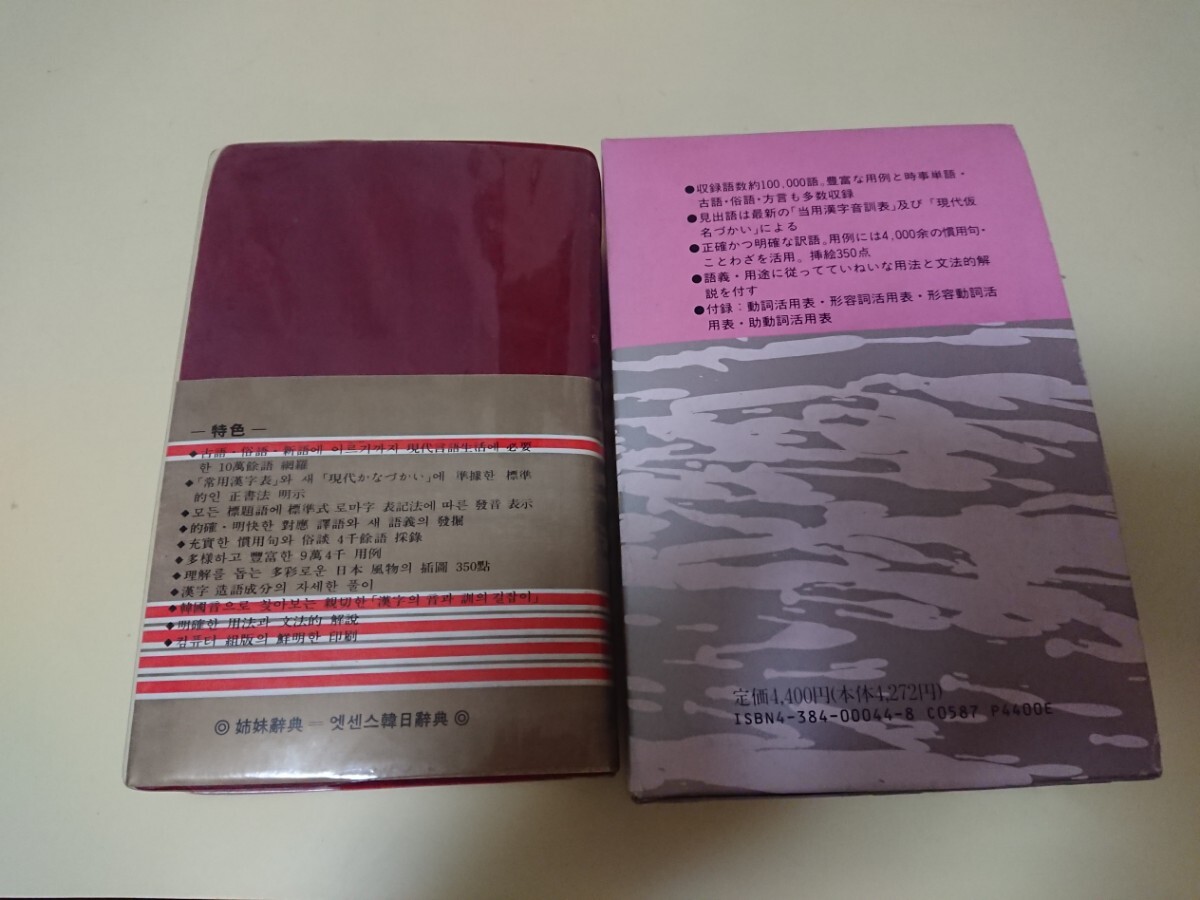 ― 特色 ―
◆古語・俗語・新語에 이르기까지 現代言語生活에 必要
한 10萬餘語 網羅
◆「常用漢字表」와 새 「現代かなづかい」에 準據한 標準
的인 正書法 明示
◆모든 標題語에 標準式 로마字 表記法에 따른 發音 表示
◆的確・明快한 對應 譯語와 새 語義의 發掘
◆充實한 慣用句와 俗談 4千餘語 採錄
◆多樣하고 豐富한 9萬4千 用例
◆理解를 돕는 多彩로운 日本 風物의 插圖 350點
◆漢字 造語成分의 자세한 풀이
◆韓國音으로 찾아보는 親切한「漢字의 音과 訓의 길잡이」
◆明確한 用法과 文法的 解說
◆컴퓨터 組版의 鮮明한 印刷
◎ 姉妹辭典 ― 엣센스韓日辭典 ◎
●収録語数約100,000語。豊富な用例と時事単語・
古語・俗語・方言も多数収録
●見出語は最新の「当用漢字音訓表」及び「現代仮
名づかい」による
●正確かつ明確な訳語。用例には4,000余の慣用句・
ことわざを活用。挿絵350点
●語義・用途に従ってていねいな用法と文法的解
説を付す
●付録：動詞活用表・形容詞活用表・形容動詞活
用表・助動詞活用表
定価4,400円(本体4,272円)
ISBN4-384-00044-8 C0587 P4400E